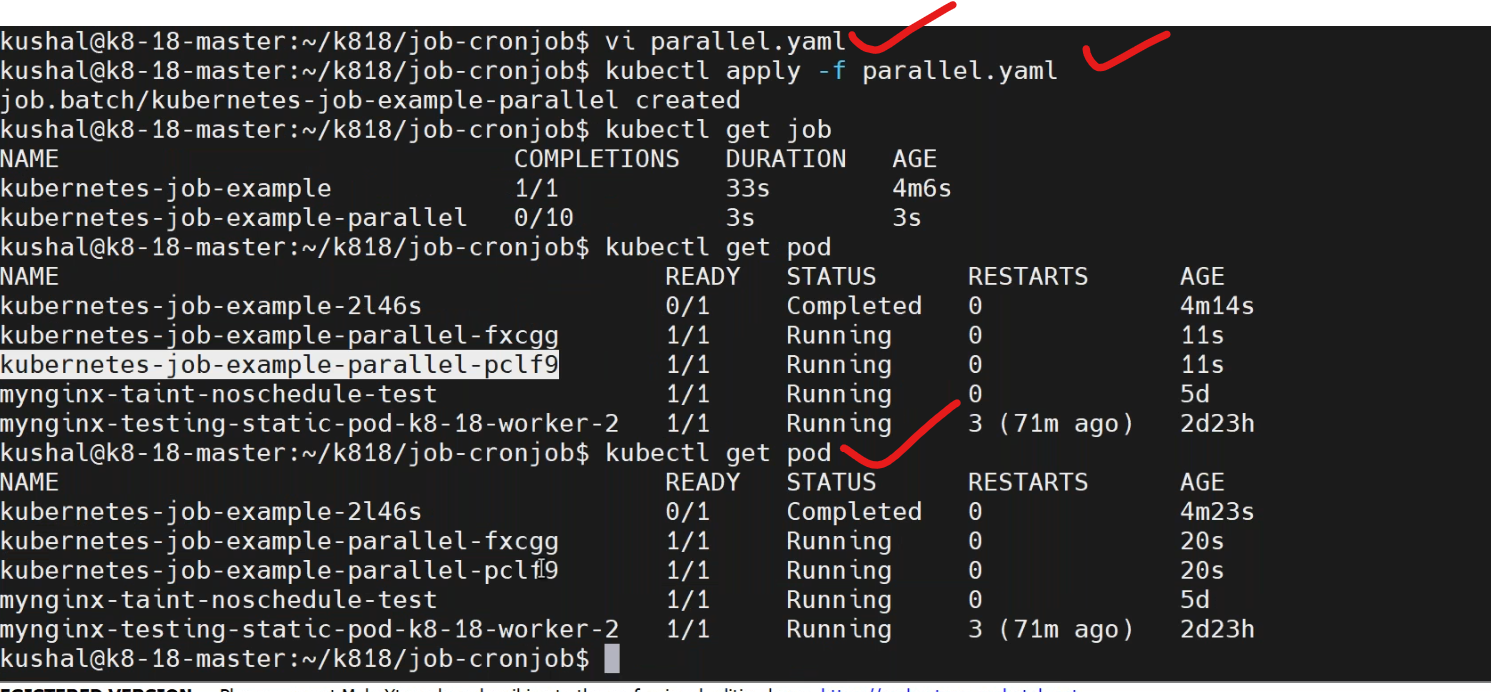 kushal@k8-18-master:~/k818/job-cronjob$ vi parallel.yaml
kushal@k8-18-master:~/k818/job-cronjob$ kubectl apply -f parallel.yaml
job.batch/kubernetes-job-example-parallel created
kushal@k8-18-master:~/k818/job-cronjob$ kubectl get job
NAME COMPLETIONS DURATION AGE
kubernetes-job-example 1/1 33s 4m6s
kubernetes-job-example-parallel 0/10 3s 3s
kushal@k8-18-master:~/k818/job-cronjob$ kubectl get pod
NAME READY STATUS RESTARTS AGE
kubernetes-job-example-2l46s 0/1 Completed 0 4m14s
kubernetes-job-example-parallel-fxcgg 1/1 Running 0 11s
kubernetes-job-example-parallel-pclf9 1/1 Running 0 11s
mynginx-taint-noschedule-test 1/1 Running 0 5d
mynginx-testing-static-pod-k8-18-worker-2 1/1 Running 3 (71m ago) 2d23h
kushal@k8-18-master:~/k818/job-cronjob$ kubectl get pod
NAME READY STATUS RESTARTS AGE
kubernetes-job-example-2l46s 0/1 Completed 0 4m23s
kubernetes-job-example-parallel-fxcgg 1/1 Running 0 20s
kubernetes-job-example-parallel-pclf9 1/1 Running 0 20s
mynginx-taint-noschedule-test 1/1 Running 0 5d
mynginx-testing-static-pod-k8-18-worker-2 1/1 Running 3 (71m ago) 2d23h
kushal@k8-18-master:~/k818/job-cronjob$